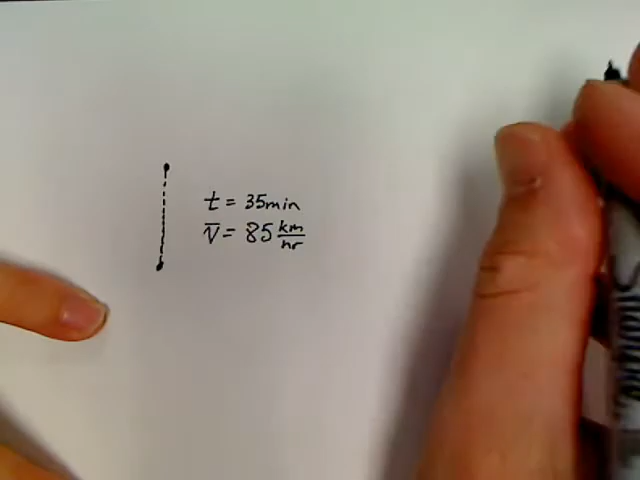 t = 35min
v̅ = 85 km/hr